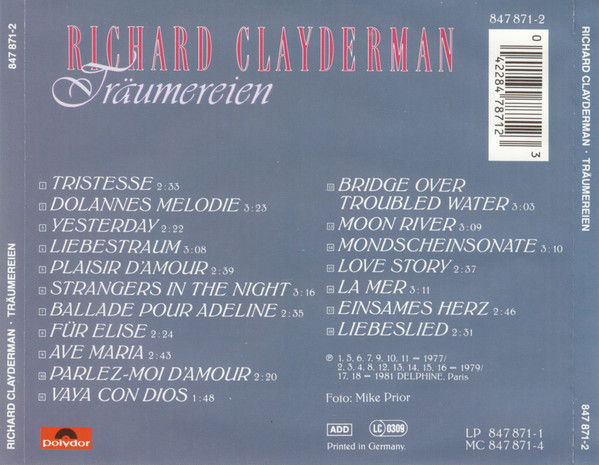 847 871-2
RICHARD CLAYDERMAN
Träumereien
0 42284 78712 3
TRISTESSE 2:33
DOLANNES MELODIE 3:23
YESTERDAY 2:22
LIEBESTRAUM 3:08
PLAISIR D'AMOUR 2:39
STRANGERS IN THE NIGHT 3:16
BALLADE POUR ADELINE 2:35
FÜR ELISE 2:24
AVE MARIA 2:43
PARLEZ-MOI D'AMOUR 2:20
VAYA CON DIOS 1:48
BRIDGE OVER
TROUBLED WATER 3:03
MOON RIVER 3:09
MONDSCHEINSONATE 3:10
LOVE STORY 2:37
LA MER 3:11
EINSAMES HERZ 2:46
LIEBESLIED 2:31
℗ 1, 5, 6, 7, 9, 10, 11 = 1977/
2, 3, 4, 8, 12, 13, 14, 15, 16 = 1979/
17, 18 = 1981 DELPHINE, Paris
Foto: Mike Prior
polydor
ADD
LC 0309
Printed in Germany.
LP 847 871-1
MC 847 871-4
847 871-2
RICHARD CLAYDERMAN · TRÄUMEREIEN
RICHARD CLAYDERMAN · TRÄUMEREIEN
847 871-2